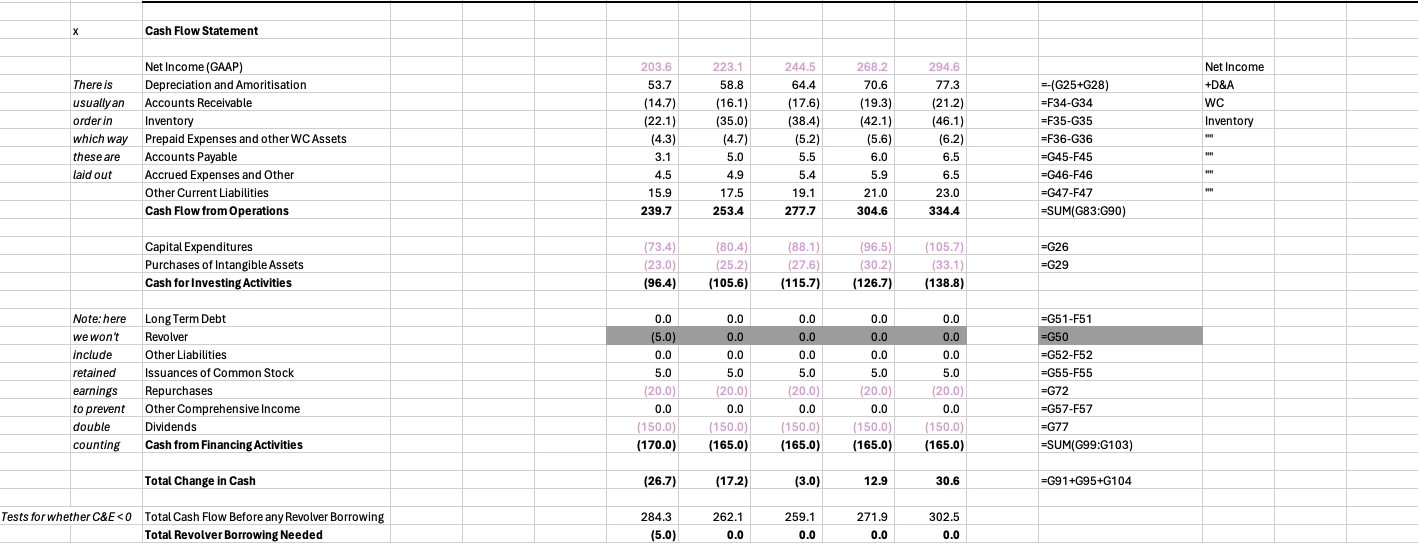 x Cash Flow Statement
Net Income (GAAP) 203.6 223.1 244.5 268.2 294.6 Net Income
There is Depreciation and Amoritisation 53.7 58.8 64.4 70.6 77.3 =-(G25+G28) +D&A
usually an Accounts Receivable (14.7) (16.1) (17.6) (19.3) (21.2) =F34-G34 WC
order in Inventory (22.1) (35.0) (38.4) (42.1) (46.1) =F35-G35 Inventory
which way Prepaid Expenses and other WC Assets (4.3) (4.7) (5.2) (5.6) (6.2) =F36-G36 ""
these are Accounts Payable 3.1 5.0 5.5 6.0 6.5 =G45-F45 ""
laid out Accrued Expenses and Other 4.5 4.9 5.4 5.9 6.5 =G46-F46 ""
Other Current Liabilities 15.9 17.5 19.1 21.0 23.0 =G47-F47 ""
Cash Flow from Operations 239.7 253.4 277.7 304.6 334.4 =SUM(G83:G90)
Capital Expenditures (73.4) (80.4) (88.1) (96.5) (105.7) =G26
Purchases of Intangible Assets (23.0) (25.2) (27.6) (30.2) (33.1) =G29
Cash for Investing Activities (96.4) (105.6) (115.7) (126.7) (138.8)
Note: here Long Term Debt 0.0 0.0 0.0 0.0 0.0 =G51-F51
we won't Revolver (5.0) 0.0 0.0 0.0 0.0 =G50
include Other Liabilities 0.0 0.0 0.0 0.0 0.0 =G52-F52
retained Issuances of Common Stock 5.0 5.0 5.0 5.0 5.0 =G55-F55
earnings Repurchases (20.0) (20.0) (20.0) (20.0) (20.0) =G72
to prevent Other Comprehensive Income 0.0 0.0 0.0 0.0 0.0 =G57-F57
double Dividends (150.0) (150.0) (150.0) (150.0) (150.0) =G77
counting Cash from Financing Activities (170.0) (165.0) (165.0) (165.0) (165.0) =SUM(G99:G103)
Total Change in Cash (26.7) (17.2) (3.0) 12.9 30.6 =G91+G95+G104
Tests for whether C&E < 0 Total Cash Flow Before any Revolver Borrowing 284.3 262.1 259.1 271.9 302.5
Total Revolver Borrowing Needed (5.0) 0.0 0.0 0.0 0.0